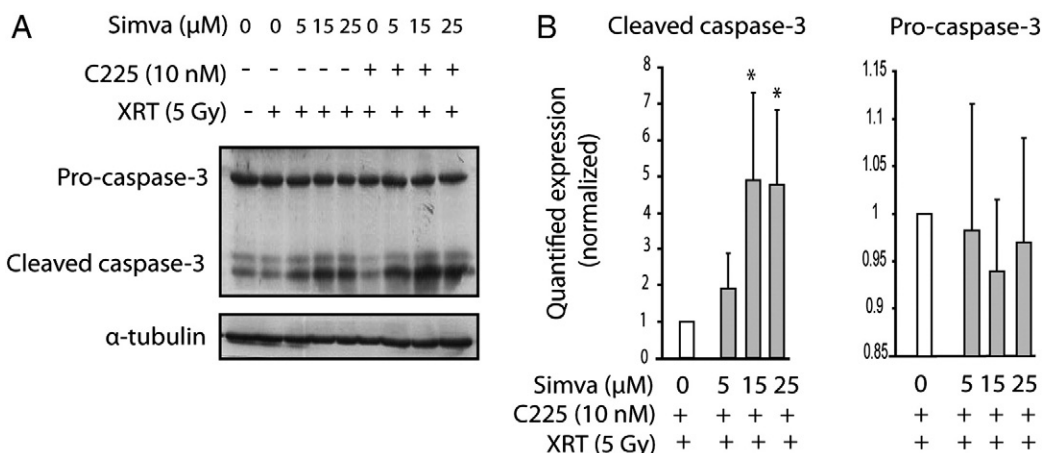 A
Simva (μM) 0 0 5 15 25 0 5 15 25
C225 (10 nM) - - - - - + + + +
XRT (5 Gy) - + + + + + + + +
Pro-caspase-3
Cleaved caspase-3
α-tubulin
B
Cleaved caspase-3
Quantified expression
(normalized)
8
7
6
5
4
3
2
1
0
* *
Simva (μM) 0 5 15 25
C225 (10 nM) + + + +
XRT (5 Gy) + + + +
Pro-caspase-3
1.15
1.1
1.05
1
0.95
0.9
0.85
0 5 15 25
+ + + +
+ + + +